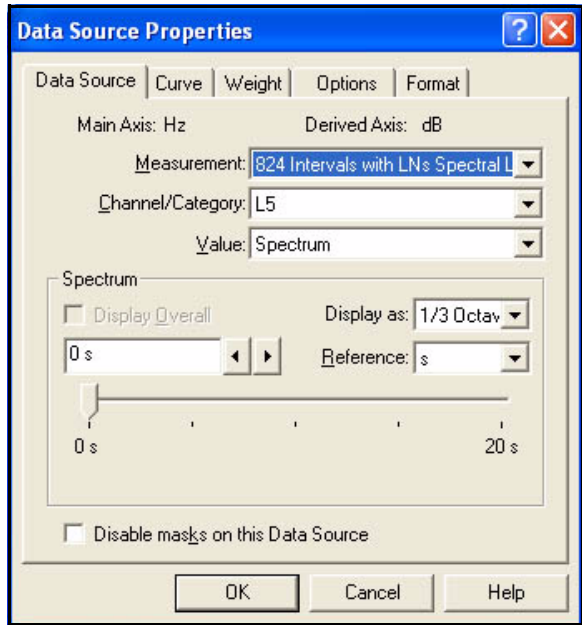 Data Source Properties
Data Source Curve Weight Options Format
Main Axis: Hz Derived Axis: dB
Measurement: 824 Intervals with LNs Spectral L
Channel/Category: L5
Value: Spectrum
Spectrum
Display Overall Display as: 1/3 Octav
0 s Reference: s
0 s 20 s
Disable masks on this Data Source
OK Cancel Help